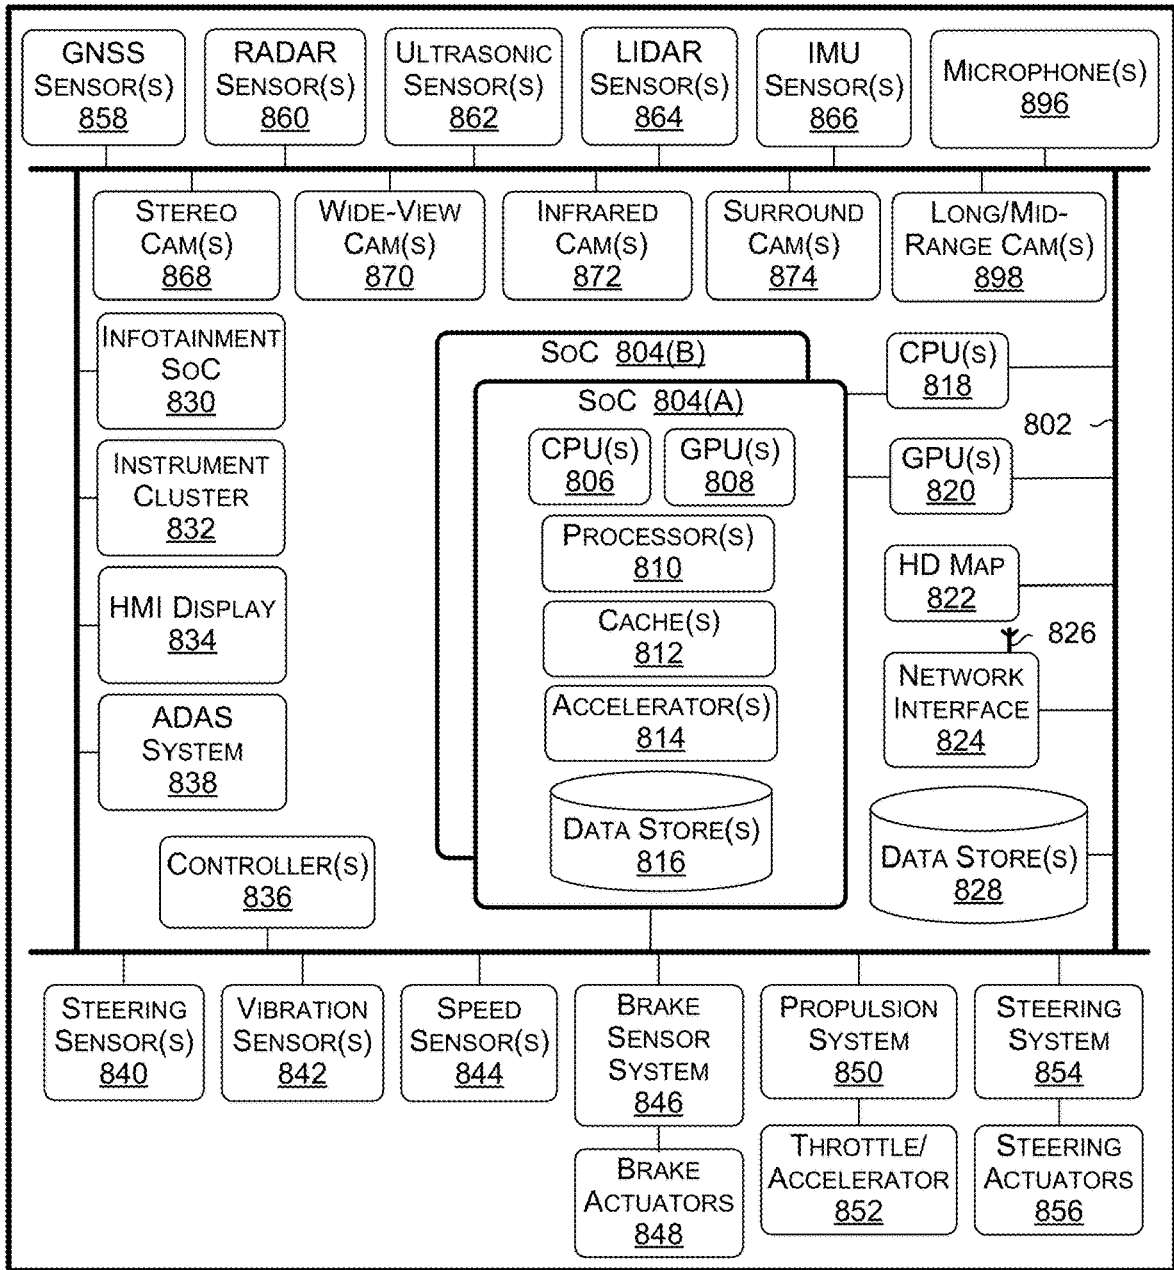 GNSS
SENSOR(S)
858
RADAR
SENSOR(S)
860
ULTRASONIC
SENSOR(S)
862
LIDAR
SENSOR(S)
864
IMU
SENSOR(S)
866
MICROPHONE(S)
896
STEREO
CAM(S)
868
WIDE-VIEW
CAM(S)
870
INFRARED
CAM(S)
872
SURROUND
CAM(S)
874
LONG/MID-
RANGE CAM(S)
898
INFOTAINMENT
SOC
830
INSTRUMENT
CLUSTER
832
HMI DISPLAY
834
ADAS
SYSTEM
838
CONTROLLER(S)
836
SOC 804(B)
SOC 804(A)
CPU(S)
806
GPU(S)
808
PROCESSOR(S)
810
CACHE(S)
812
ACCELERATOR(S)
814
DATA STORE(S)
816
CPU(S)
818
802
GPU(S)
820
HD MAP
822
826
NETWORK
INTERFACE
824
DATA STORE(S)
828
STEERING
SENSOR(S)
840
VIBRATION
SENSOR(S)
842
SPEED
SENSOR(S)
844
BRAKE
SENSOR
SYSTEM
846
PROPULSION
SYSTEM
850
STEERING
SYSTEM
854
BRAKE
ACTUATORS
848
THROTTLE/
ACCELERATOR
852
STEERING
ACTUATORS
856